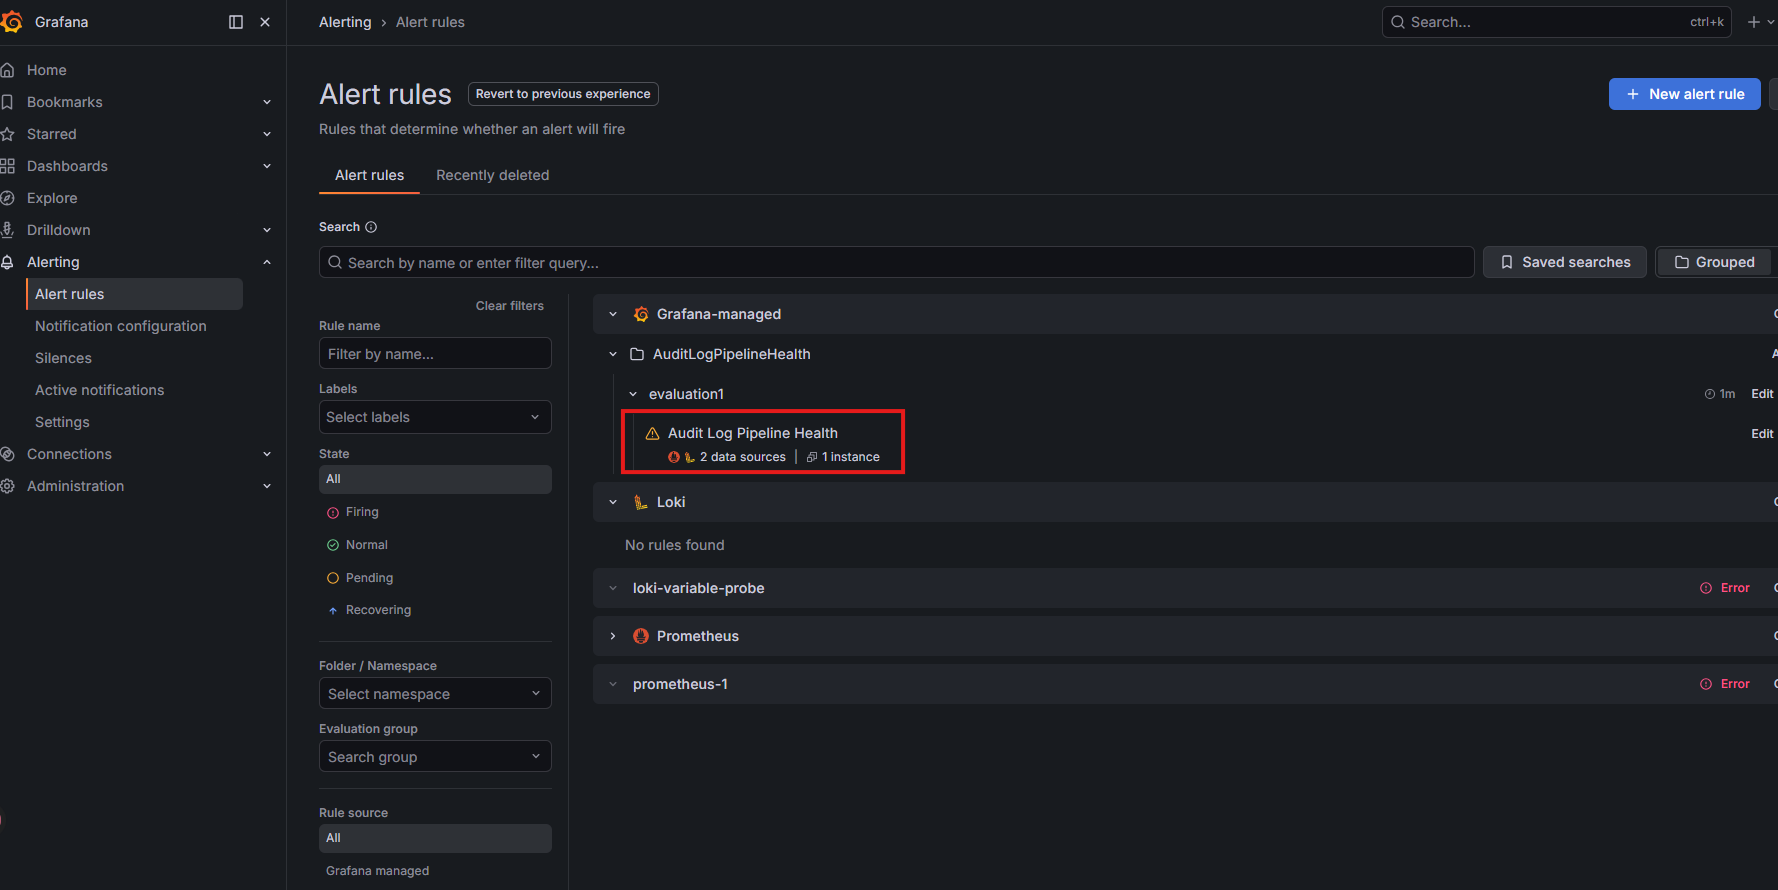 Grafana
Alerting › Alert rules
Search...
ctrl+k
Home
Bookmarks
Starred
Dashboards
Explore
Drilldown
Alerting
Alert rules
Notification configuration
Silences
Active notifications
Settings
Connections
Administration
Alert rules
Revert to previous experience
New alert rule
Rules that determine whether an alert will fire
Alert rules
Recently deleted
Search
Search by name or enter filter query...
Saved searches
Grouped
Clear filters
Rule name
Filter by name...
Labels
Select labels
State
All
Firing
Normal
Pending
Recovering
Folder / Namespace
Select namespace
Evaluation group
Search group
Rule source
All
Grafana managed
Grafana-managed
AuditLogPipelineHealth
evaluation1
1m
Edit
Audit Log Pipeline Health
Edit
2 data sources | 1 instance
Loki
No rules found
loki-variable-probe
Error
Prometheus
prometheus-1
Error